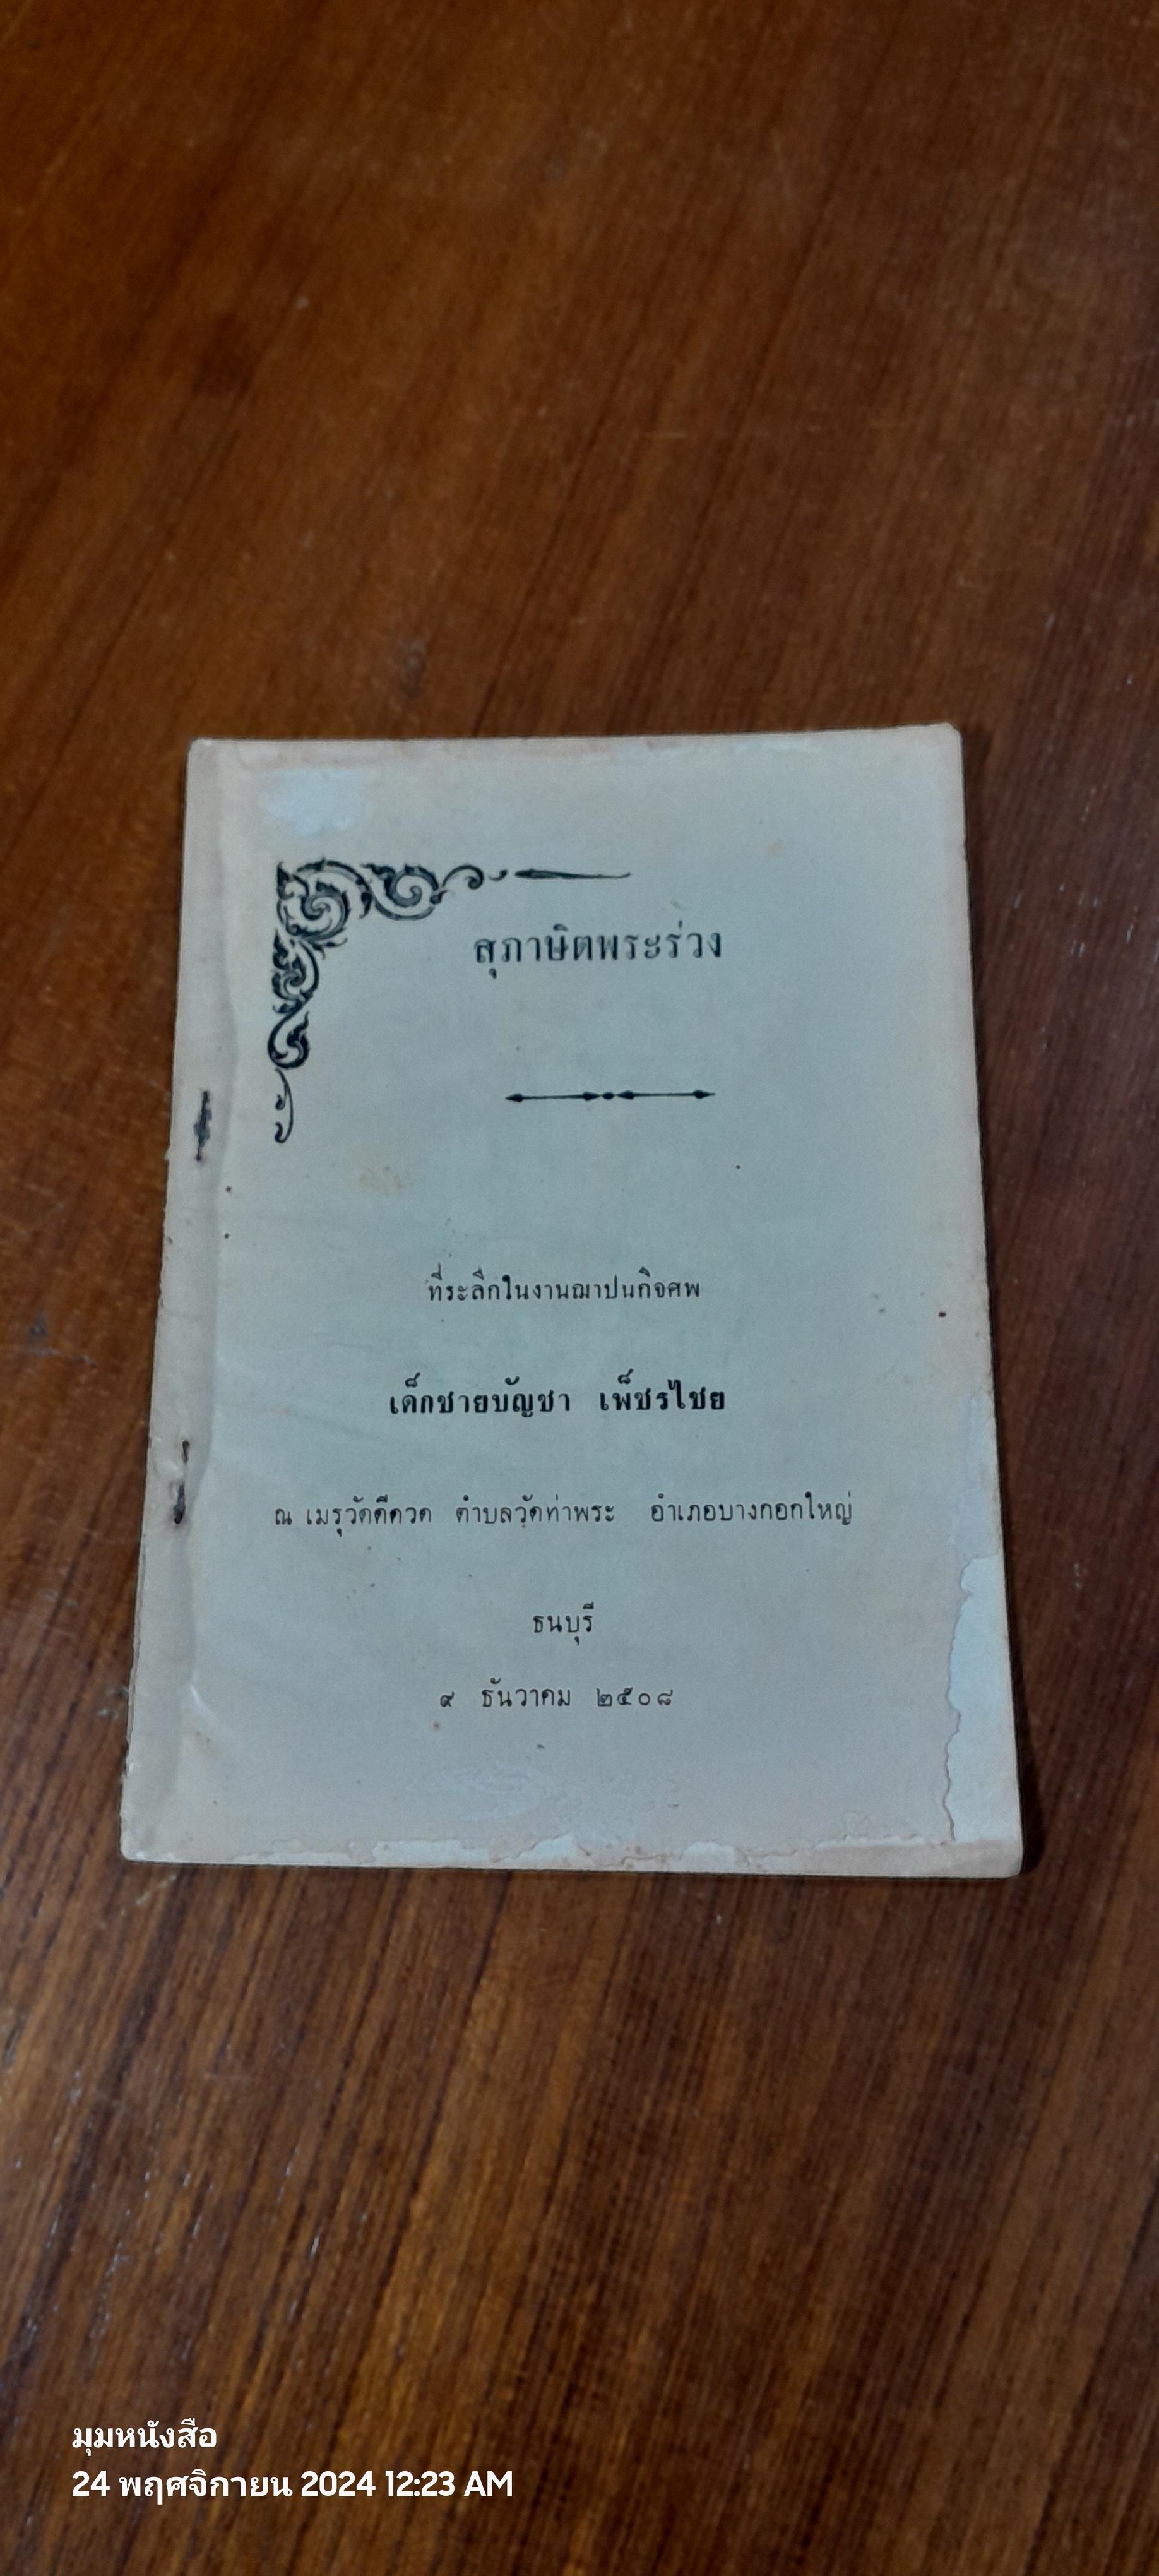 สุภาษิตพระร่วง
ที่ระลึกในงานฌาปนกิจศพ
เด็กชายบัญชา เพ็ชรไชย
ณ เมรุวัดดีดวด ตำบลวัดท่าพระ อำเภอบางกอกใหญ่
ธนบุรี
๙ ธันวาคม ๒๕๐๘
มุมหนังสือ
24 พฤศจิกายน 2024 12:23 AM